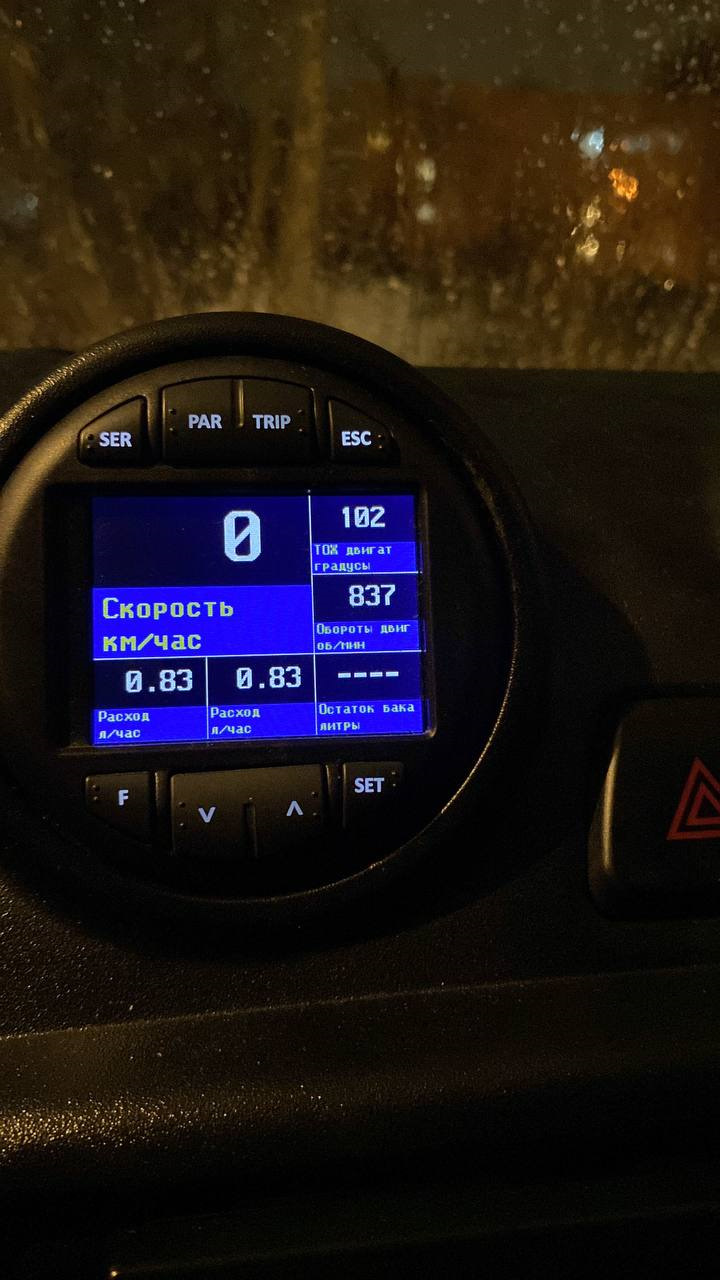 SER PAR TRIP ESC
0
Скорость
км/час
102
ТОЖ двигат
градусы
837
Обороты двиг
об/мин
0.83
Расход
л/час
0.83
Расход
л/час
----
Остаток бака
литры
F ∨ ∧ SET